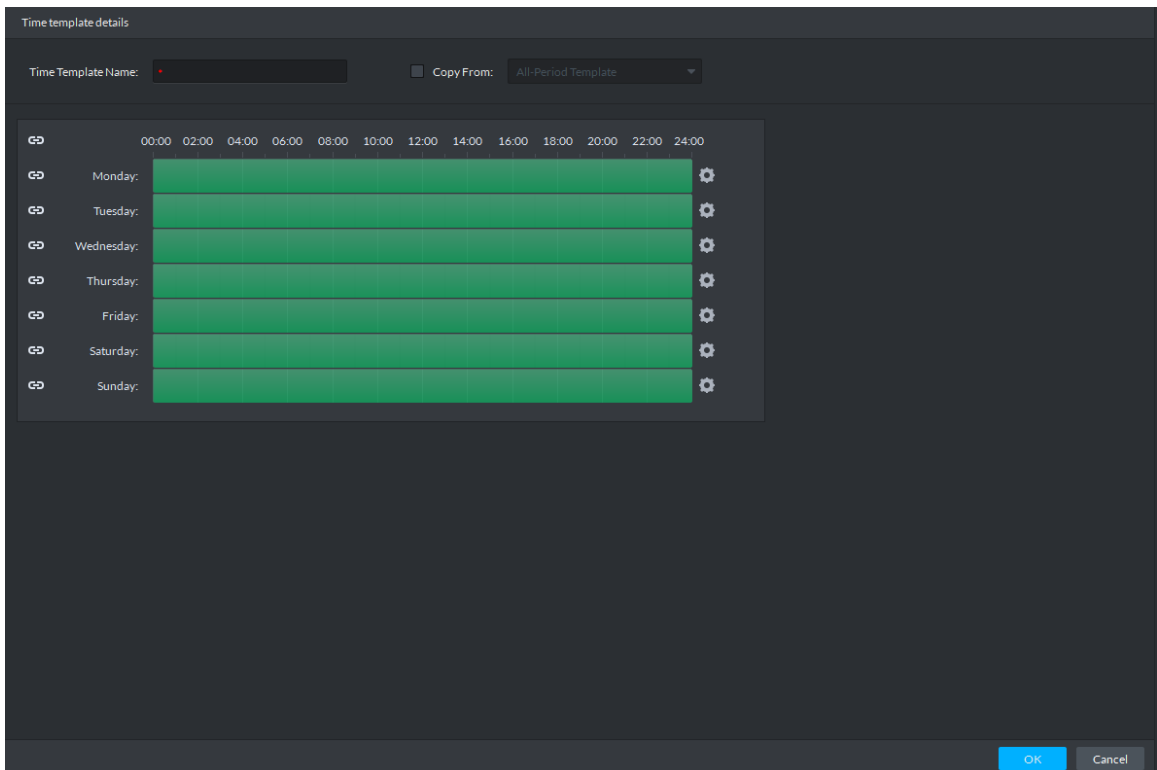 Time template details
Time Template Name: * Copy From: All-Period Template
00:00 02:00 04:00 06:00 08:00 10:00 12:00 14:00 16:00 18:00 20:00 22:00 24:00
Monday:
Tuesday:
Wednesday:
Thursday:
Friday:
Saturday:
Sunday:
OK Cancel